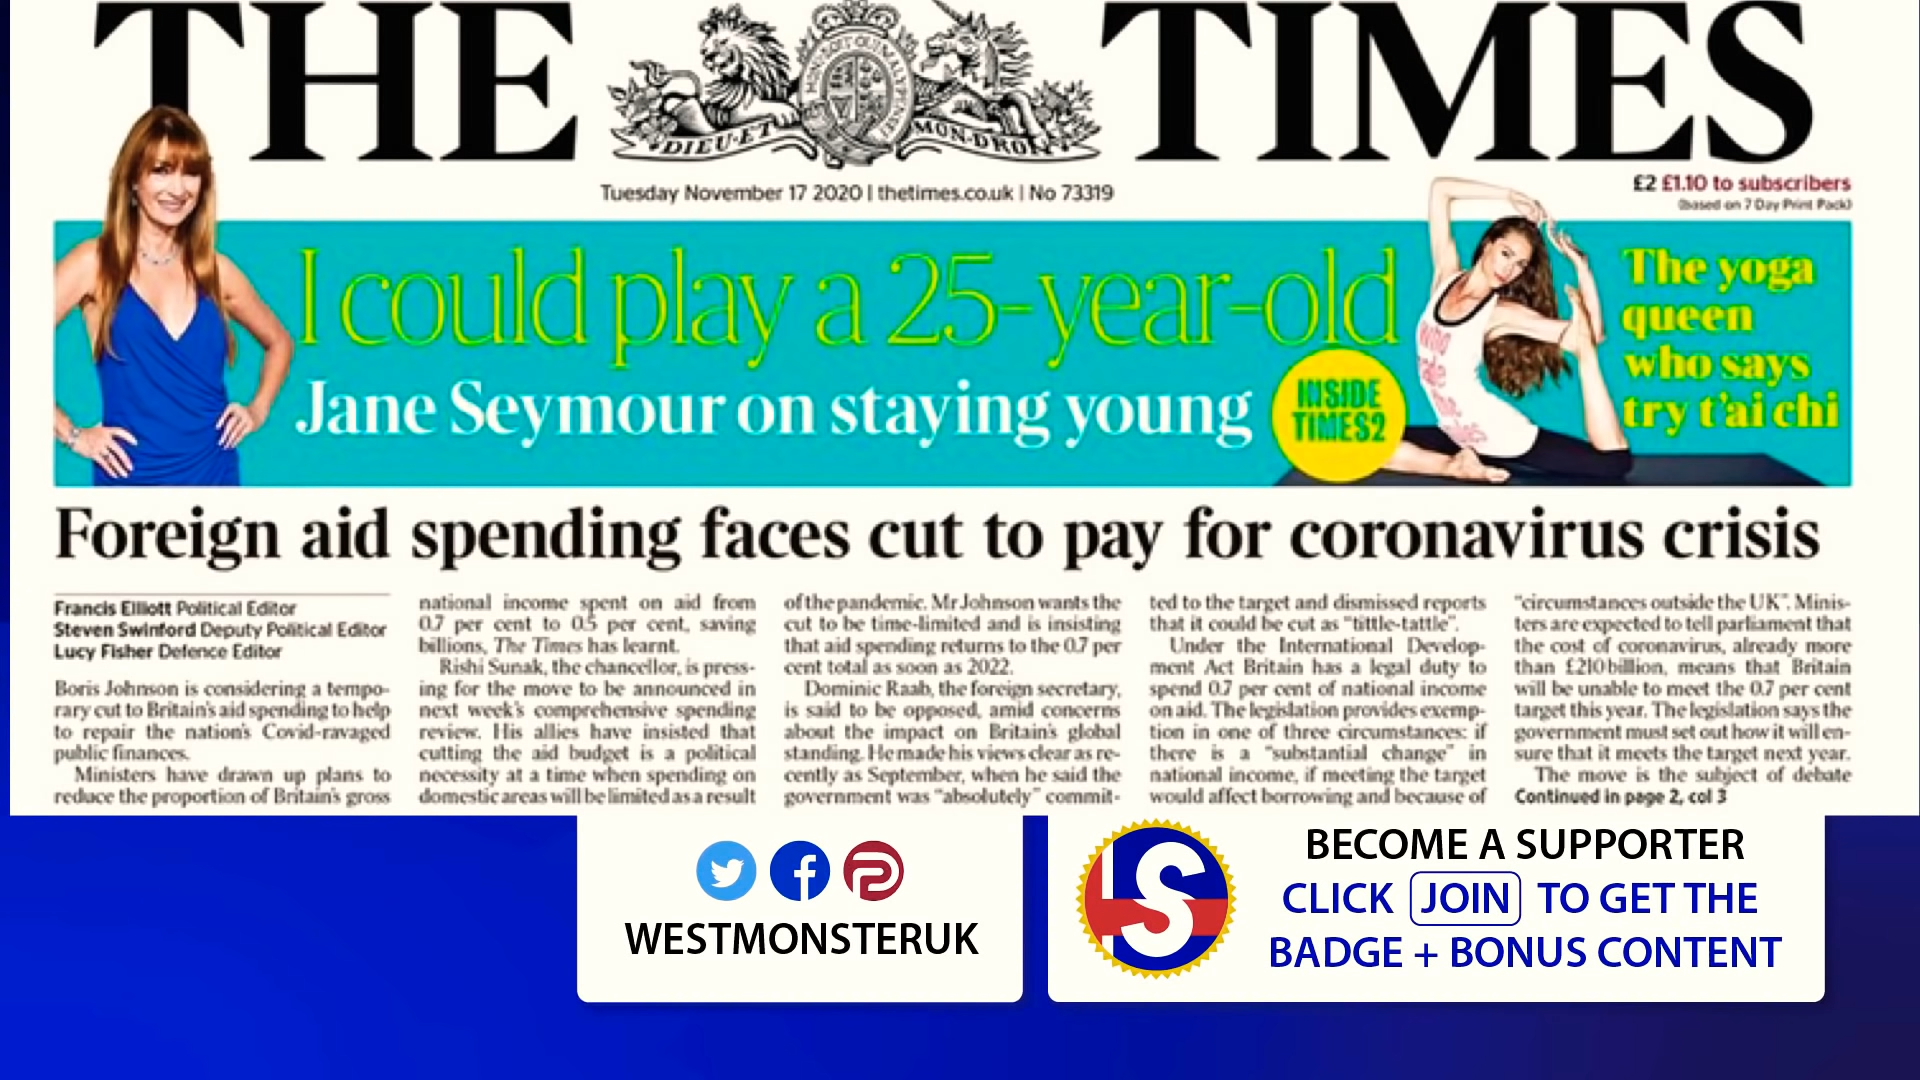 THE TIMES
HONI SOIT QUI MAL Y PENSE
DIEU·ET MON·DROIT
Tuesday November 17 2020 | thetimes.co.uk | No 73319
£2 £1.10 to subscribers
(based on 7 Day Print Pack)
I could play a 25-year-old
Jane Seymour on staying young
INSIDE
TIMES2
The yoga
queen
who says
try t'ai chi
Foreign aid spending faces cut to pay for coronavirus crisis
Francis Elliott Political Editor
Steven Swinford Deputy Political Editor
Lucy Fisher Defence Editor
Boris Johnson is considering a tempo-
rary cut to Britain's aid spending to help
to repair the nation's Covid-ravaged
public finances.
Ministers have drawn up plans to
reduce the proportion of Britain's gross
national income spent on aid from
0.7 per cent to 0.5 per cent, saving
billions, The Times has learnt.
Rishi Sunak, the chancellor, is press-
ing for the move to be announced in
next week's comprehensive spending
review. His allies have insisted that
cutting the aid budget is a political
necessity at a time when spending on
domestic areas will be limited as a result
of the pandemic. Mr Johnson wants the
cut to be time-limited and is insisting
that aid spending returns to the 0.7 per
cent total as soon as 2022.
Dominic Raab, the foreign secretary,
is said to be opposed, amid concerns
about the impact on Britain's global
standing. He made his views clear as re-
cently as September, when he said the
government was "absolutely" commit-
ted to the target and dismissed reports
that it could be cut as "tittle-tattle".
Under the International Develop-
ment Act Britain has a legal duty to
spend 0.7 per cent of national income
on aid. The legislation provides exemp-
tion in one of three circumstances: if
there is a "substantial change" in
national income, if meeting the target
would affect borrowing and because of
"circumstances outside the UK". Minis-
ters are expected to tell parliament that
the cost of coronavirus, already more
than £210 billion, means that Britain
will be unable to meet the 0.7 per cent
target this year. The legislation says the
government must set out how it will en-
sure that it meets the target next year.
The move is the subject of debate
Continued in page 2, col 3
WESTMONSTERUK
LS
BECOME A SUPPORTER
CLICK JOIN TO GET THE
BADGE + BONUS CONTENT